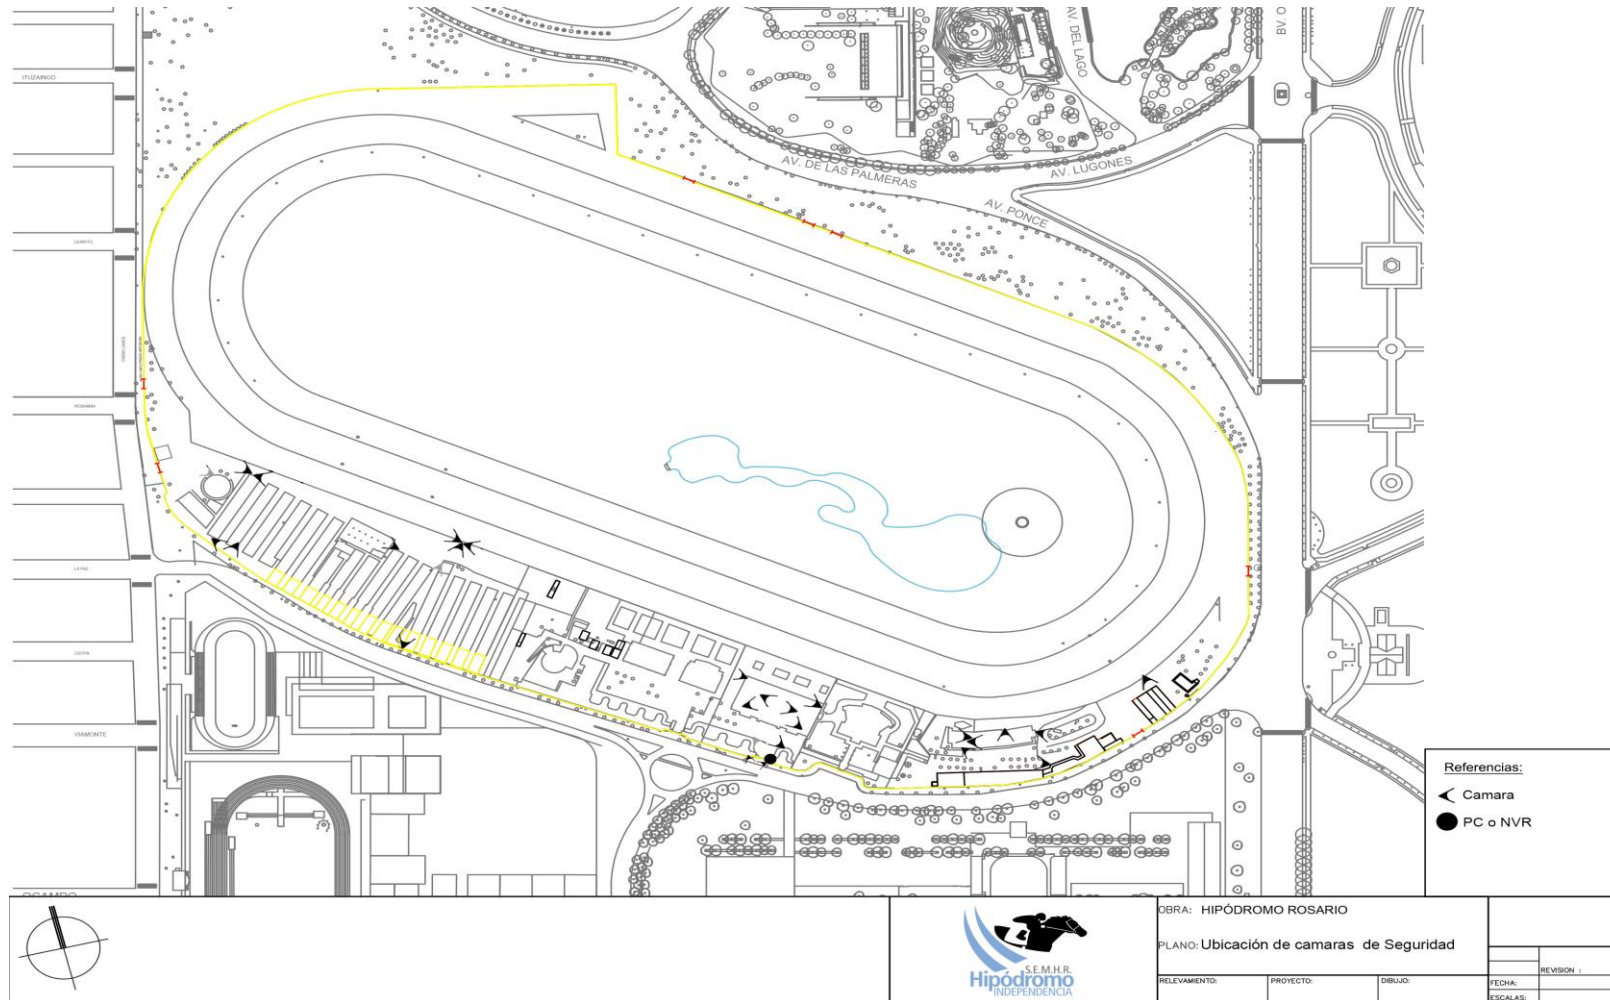 ITUZAINGO
CERRITO
RIOBAMBA
LA PAZ
VIAMONTE
OCAMPO
AV. DE LAS PALMERAS
AV. LUGONES
AV. PONCE
AV. DEL LAGO
BV. O
Referencias:
Camara
PC o NVR
S.E.M.H.R.
Hipódromo
INDEPENDENCIA
OBRA: HIPÓDROMO ROSARIO
PLANO: Ubicación de camaras de Seguridad
RELEVAMIENTO:
PROYECTO:
DIBUJO:
REVISION :
FECHA:
ESCALAS: